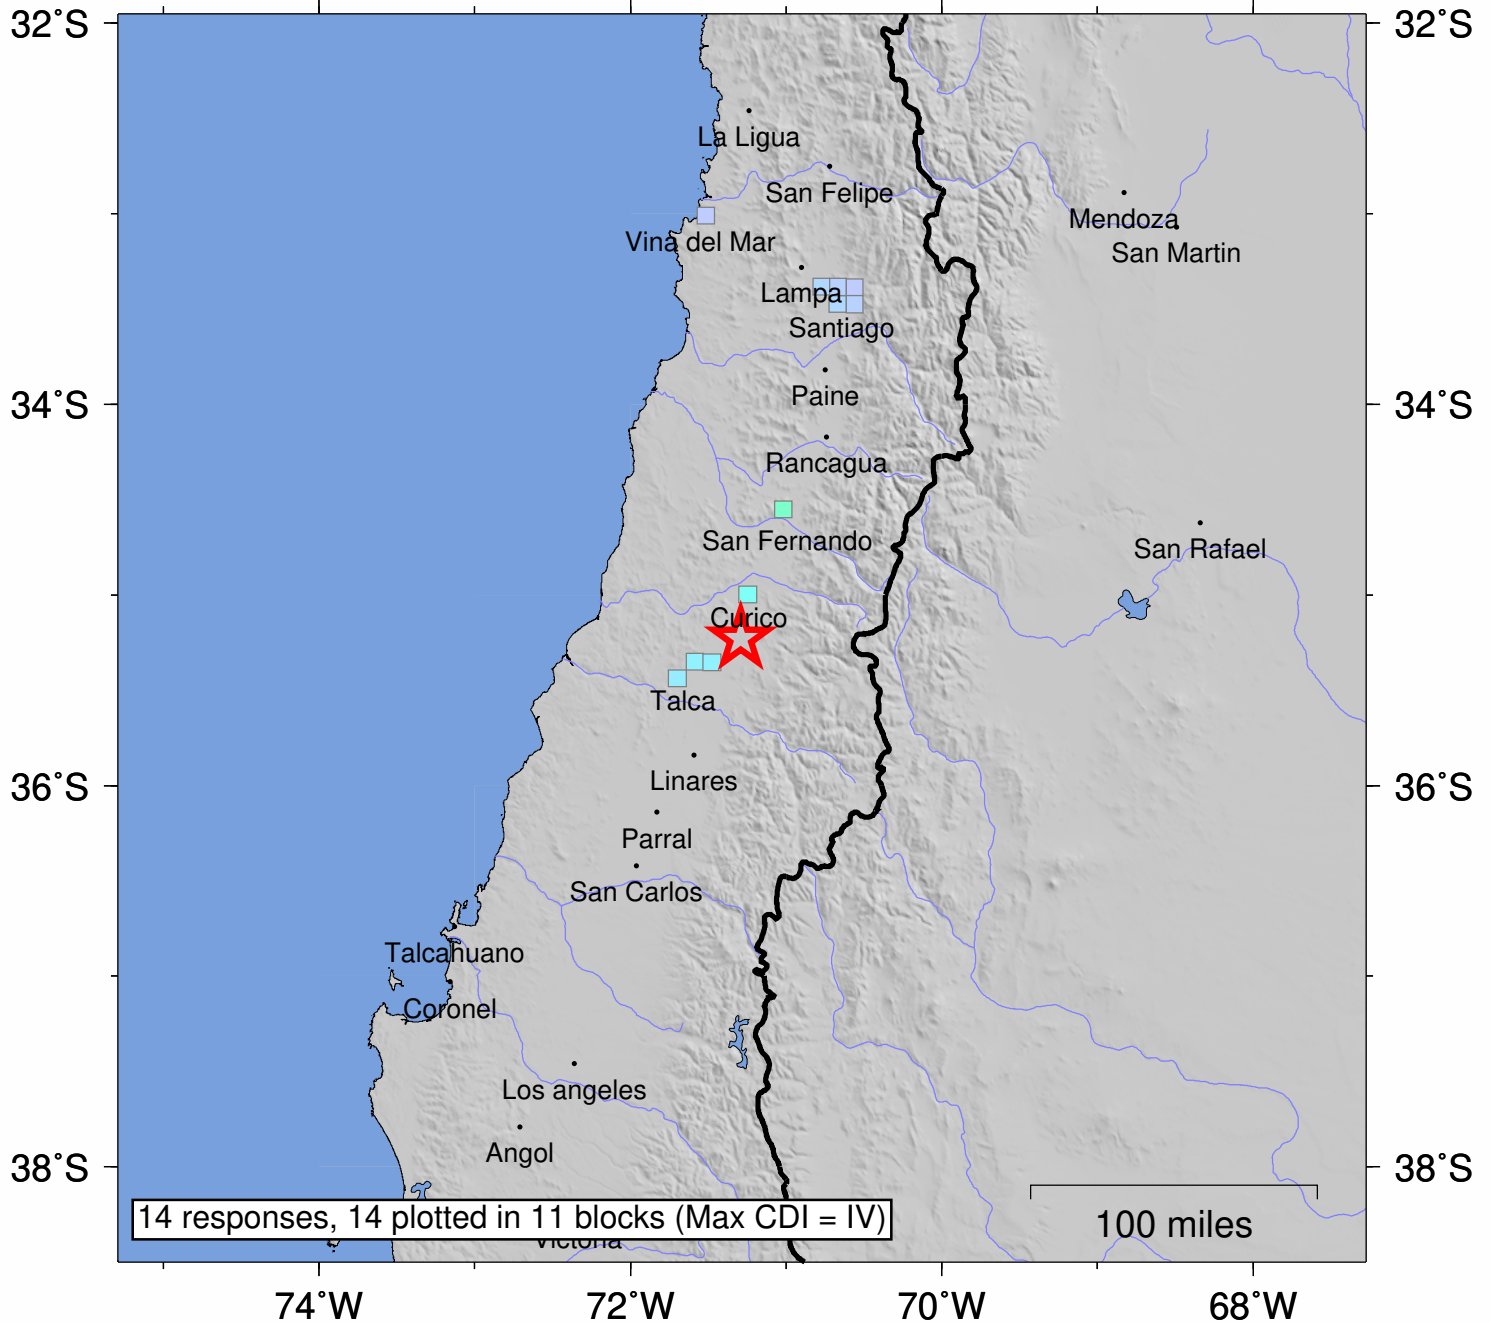 32°S
32°S
La Ligua
San Felipe
Mendoza
Vina del Mar
San Martin
Lampa
Santiago
34°S
Paine
34°S
Rancagua
San Fernando
San Rafael
Curico
Talca
36°S
Linares
36°S
Parral
San Carlos
Talcahuano
Coronel
Los angeles
Angol
38°S
38°S
14 responses, 14 plotted in 11 blocks (Max CDI = IV)
100 miles
Victoria
74°W
72°W
70°W
68°W